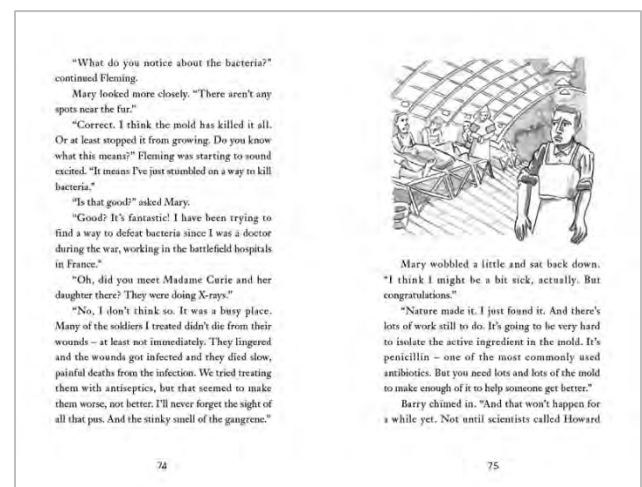 “What do you notice about the bacteria?”
continued Fleming.
Mary looked more closely. “There aren’t any
spots near the fur.”
“Correct. I think the mold has killed it all.
Or at least stopped it from growing. Do you know
what this means?” Fleming was starting to sound
excited. “It means I’ve just stumbled on a way to kill
bacteria.”
“Is that good?” asked Mary.
“Good? It’s fantastic! I have been trying to
find a way to defeat bacteria since I was a doctor
during the war, working in the battlefield hospitals
in France.”
“Oh, did you meet Madame Curie and her
daughter there? They were doing X-rays.”
“No, I don’t think so. It was a busy place.
Many of the soldiers I treated didn’t die from their
wounds – at least not immediately. They lingered
and the wounds got infected and they died slow,
painful deaths from the infection. We tried treating
them with antiseptics, but that seemed to make
them worse, not better. I’ll never forget the sight of
all that pus. And the stinky smell of the gangrene.”
74
Mary wobbled a little and sat back down.
“I think I might be a bit sick, actually. But
congratulations.”
“Nature made it. I just found it. And there’s
lots of work still to do. It’s going to be very hard
to isolate the active ingredient in the mold. It’s
penicillin – one of the most commonly used
antibiotics. But you need lots and lots of the mold
to make enough of it to help someone get better.”
Barry chimed in. “And that won’t happen for
a while yet. Not until scientists called Howard
75